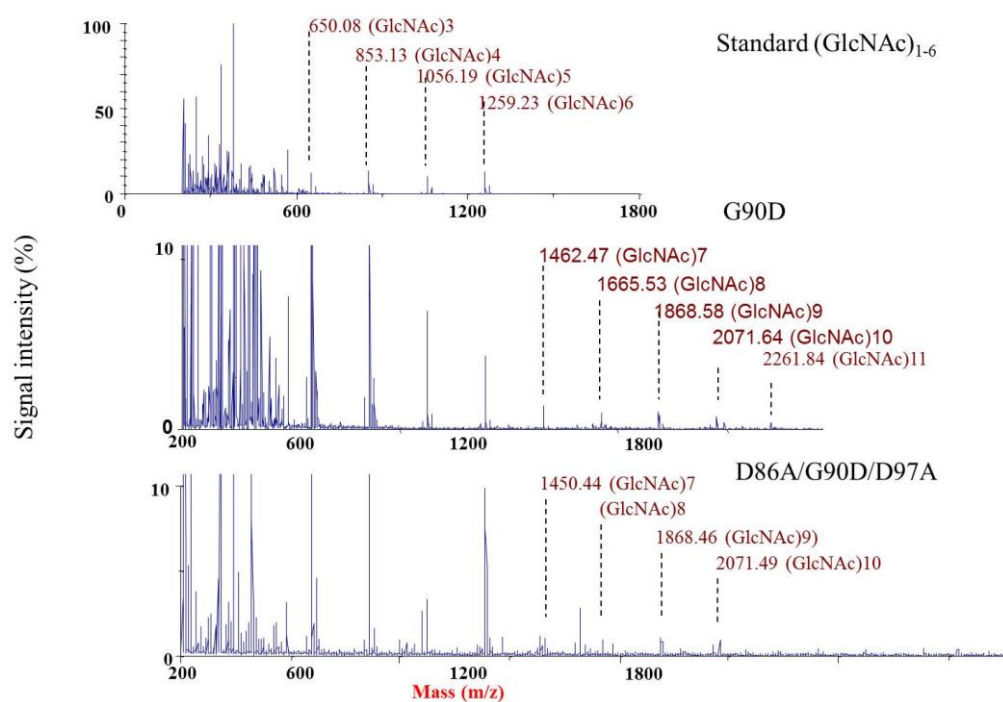 100
650.08 (GlcNAc)3
Standard (GlcNAc)1-6
853.13 (GlcNAc)4
1056.19 (GlcNAc)5
50
1259.23 (GlcNAc)6
0
0 600 1200 1800
G90D
Signal intensity (%)
10
1462.47 (GlcNAc)7
1665.53 (GlcNAc)8
1868.58 (GlcNAc)9
2071.64 (GlcNAc)10
2261.84 (GlcNAc)11
0
200 600 1200 1800
D86A/G90D/D97A
10
1450.44 (GlcNAc)7
(GlcNAc)8
1868.46 (GlcNAc9)
2071.49 (GlcNAc)10
0
200 600 1200 1800
Mass (m/z)